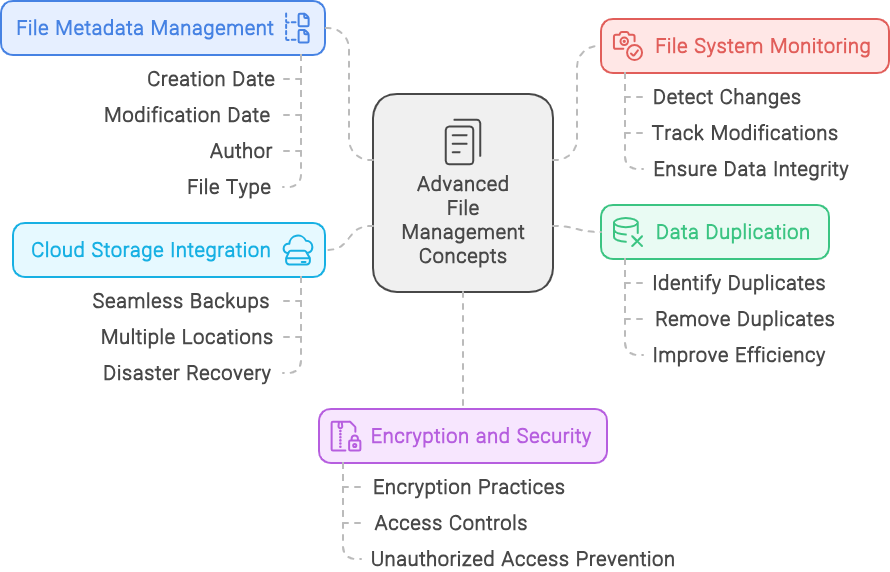 File Metadata Management
Creation Date
Modification Date
Author
File Type
Cloud Storage Integration
Seamless Backups
Multiple Locations
Disaster Recovery
Advanced
File
Management
Concepts
File System Monitoring
Detect Changes
Track Modifications
Ensure Data Integrity
Data Duplication
Identify Duplicates
Remove Duplicates
Improve Efficiency
Encryption and Security
Encryption Practices
Access Controls
Unauthorized Access Prevention